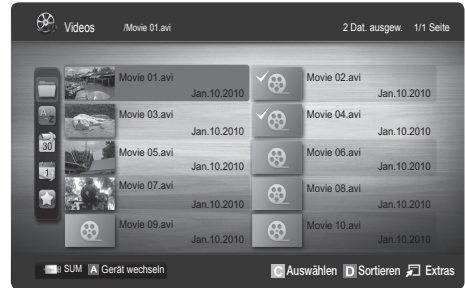 Videos /Movie 01.avi 2 Dat. ausgew. 1/1 Seite
Movie 01.avi Movie 02.avi
Jan.10.2010 Jan.10.2010
Movie 03.avi Movie 04.avi
Jan.10.2010 Jan.10.2010
Movie 05.avi Movie 06.avi
Jan.10.2010 Jan.10.2010
Movie 07.avi Movie 08.avi
Jan.10.2010 Jan.10.2010
Movie 09.avi Movie 10.avi
Jan.10.2010 Jan.10.2010
A Z
30
1
SUM A Gerät wechseln C Auswählen D Sortieren Extras